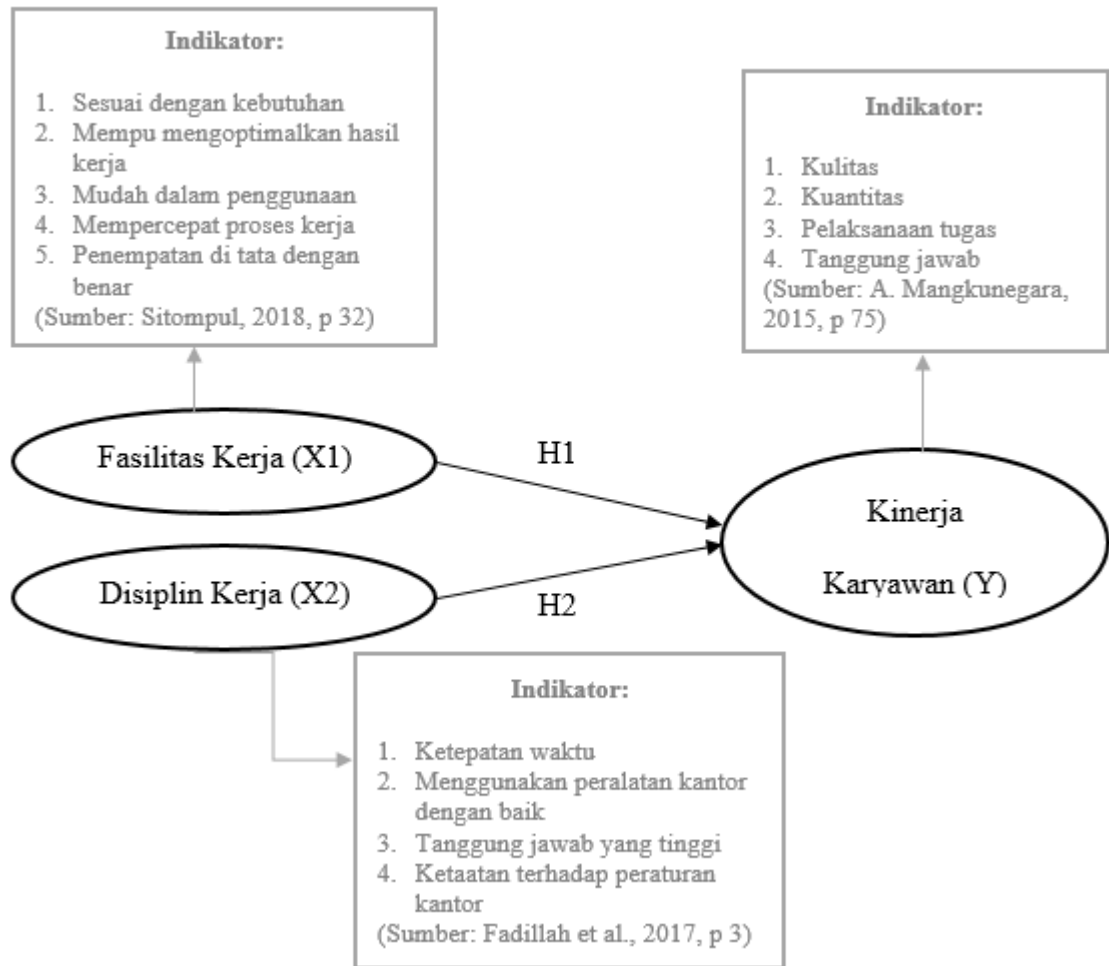 Indikator:
1. Sesuai dengan kebutuhan
2. Mempu mengoptimalkan hasil
kerja
3. Mudah dalam penggunaan
4. Mempercepat proses kerja
5. Penempatan di tata dengan
benar
(Sumber: Sitompul, 2018, p 32)
Indikator:
1. Kulitas
2. Kuantitas
3. Pelaksanaan tugas
4. Tanggung jawab
(Sumber: A. Mangkunegara,
2015, p 75)
Fasilitas Kerja (X1)
H1
Kinerja
Karyawan (Y)
Disiplin Kerja (X2)
H2
Indikator:
1. Ketepatan waktu
2. Menggunakan peralatan kantor
dengan baik
3. Tanggung jawab yang tinggi
4. Ketaatan terhadap peraturan
kantor
(Sumber: Fadillah et al., 2017, p 3)